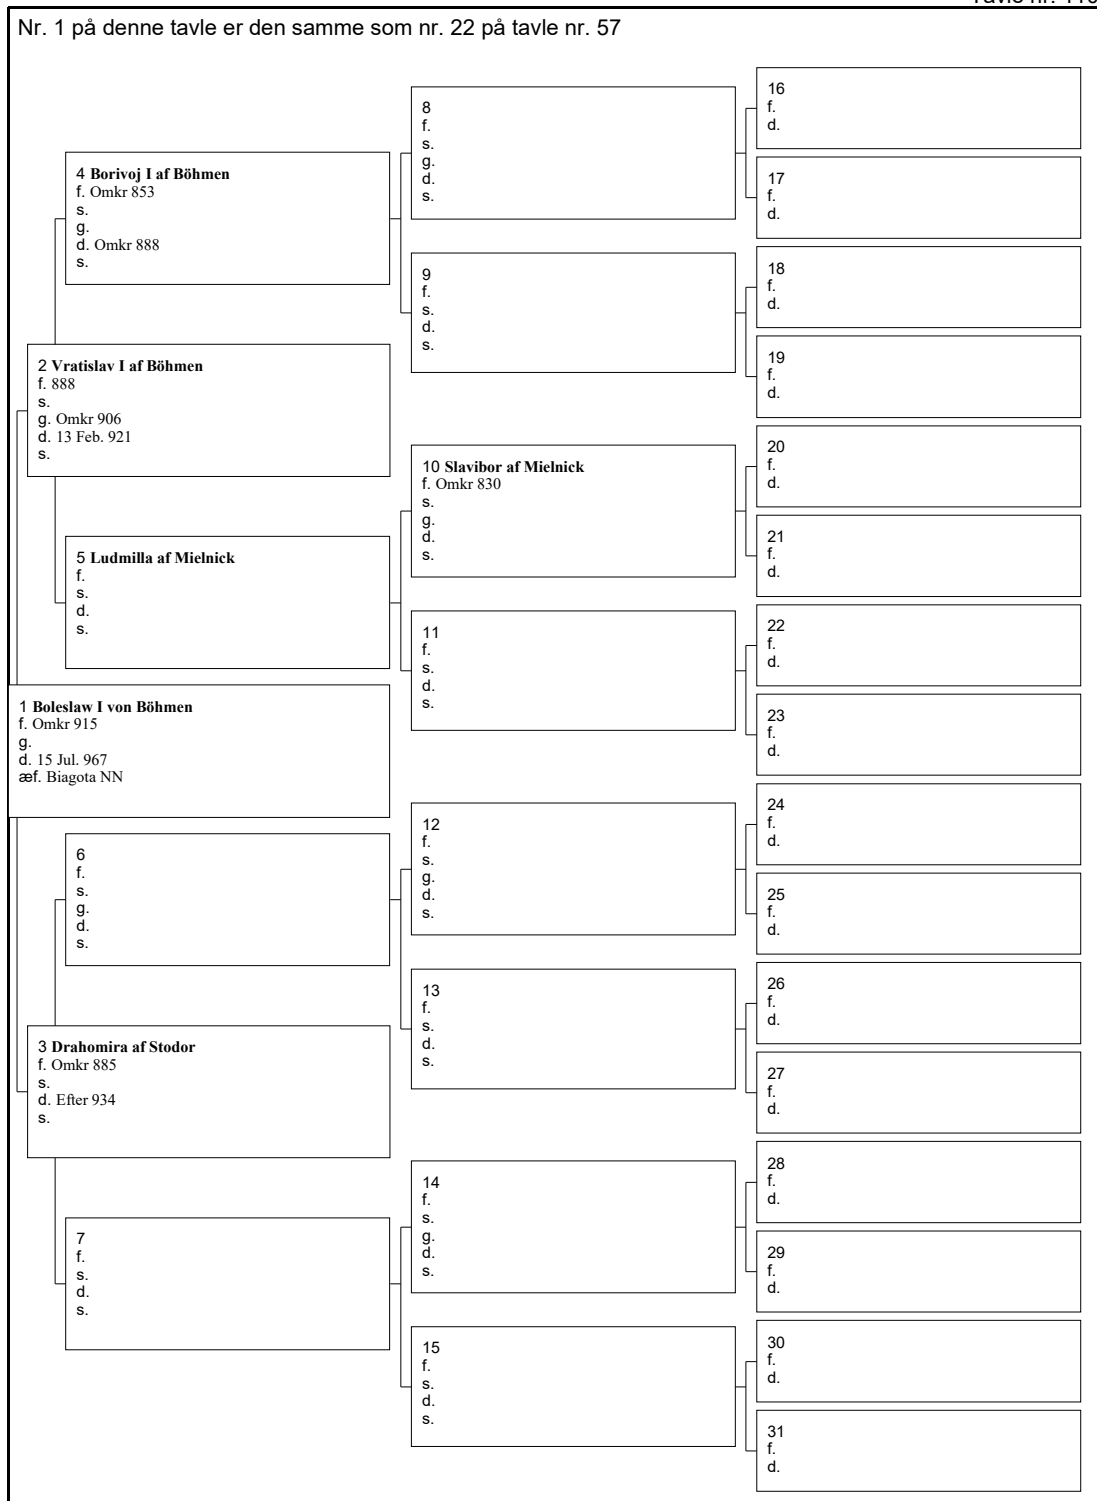 Nr. 1 på denne tavle er den samme som nr. 22 på tavle nr. 57
16
f.
d.
8
f.
s.
g.
d.
s.
4 Borivoj I af Böhmen
f. Omkr 853
s.
g.
d. Omkr 888
s.
17
f.
d.
18
f.
d.
9
f.
s.
d.
s.
19
f.
d.
2 Vratislav I af Böhmen
f. 888
s.
g. Omkr 906
d. 13 Feb. 921
s.
20
f.
d.
10 Slavibor af Mielnick
f. Omkr 830
s.
g.
d.
s.
21
f.
d.
5 Ludmilla af Mielnick
f.
s.
d.
s.
22
f.
d.
11
f.
s.
d.
s.
23
f.
d.
1 Boleslaw I von Böhmen
f. Omkr 915
g.
d. 15 Jul. 967
æf. Biagota NN
24
f.
d.
12
f.
s.
g.
d.
s.
6
f.
s.
g.
d.
s.
25
f.
d.
26
f.
d.
13
f.
s.
d.
s.
3 Drahomira af Stodor
f. Omkr 885
s.
d. Efter 934
s.
27
f.
d.
28
f.
d.
14
f.
s.
g.
d.
s.
7
f.
s.
d.
s.
29
f.
d.
30
f.
d.
15
f.
s.
d.
s.
31
f.
d.